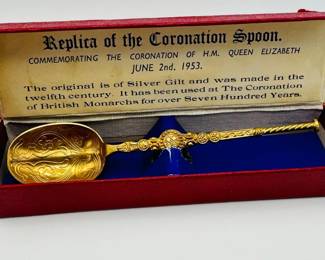 Replica of the Coronation Spoon.
COMMEMORATING THE CORONATION OF H.M. QUEEN ELIZABETH
JUNE 2nd, 1953.
The original is of Silver Gilt and was made in
the twelfth century. It has been used at The Coronation
of British Monarchs for over Seven Hundred Years.